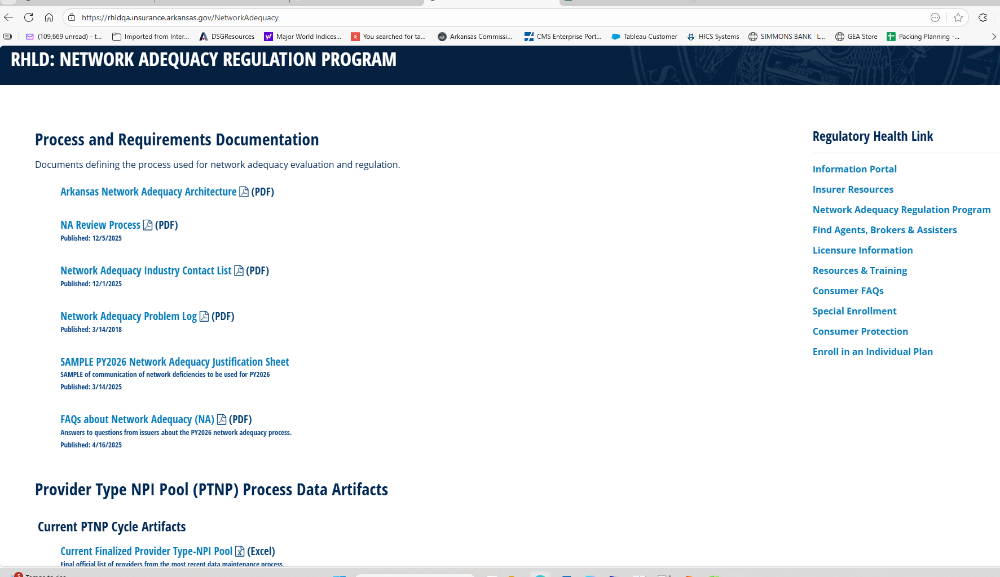 https://rhldqa.insurance.arkansas.gov/NetworkAdequacy
(109,669 unread) - t...
Imported from Inter...
DSGResources
Major World Indices...
You searched for ta...
Arkansas Commissi...
CMS Enterprise Port...
Tableau Customer
HICS Systems
SIMMONS BANK L...
GEA Store
Packing Planning -...
RHLD: NETWORK ADEQUACY REGULATION PROGRAM
Process and Requirements Documentation
Documents defining the process used for network adequacy evaluation and regulation.
Arkansas Network Adequacy Architecture (PDF)
NA Review Process (PDF)
Published: 12/5/2025
Network Adequacy Industry Contact List (PDF)
Published: 12/1/2025
Network Adequacy Problem Log (PDF)
Published: 3/14/2018
SAMPLE PY2026 Network Adequacy Justification Sheet
SAMPLE of communication of network deficiencies to be used for PY2026
Published: 3/14/2025
FAQs about Network Adequacy (NA) (PDF)
Answers to questions from issuers about the PY2026 network adequacy process.
Published: 4/16/2025
Provider Type NPI Pool (PTNP) Process Data Artifacts
Current PTNP Cycle Artifacts
Current Finalized Provider Type-NPI Pool (Excel)
Final official list of providers from the most recent data maintenance process.
Regulatory Health Link
Information Portal
Insurer Resources
Network Adequacy Regulation Program
Find Agents, Brokers & Assisters
Licensure Information
Resources & Training
Consumer FAQs
Special Enrollment
Consumer Protection
Enroll in an Individual Plan
5